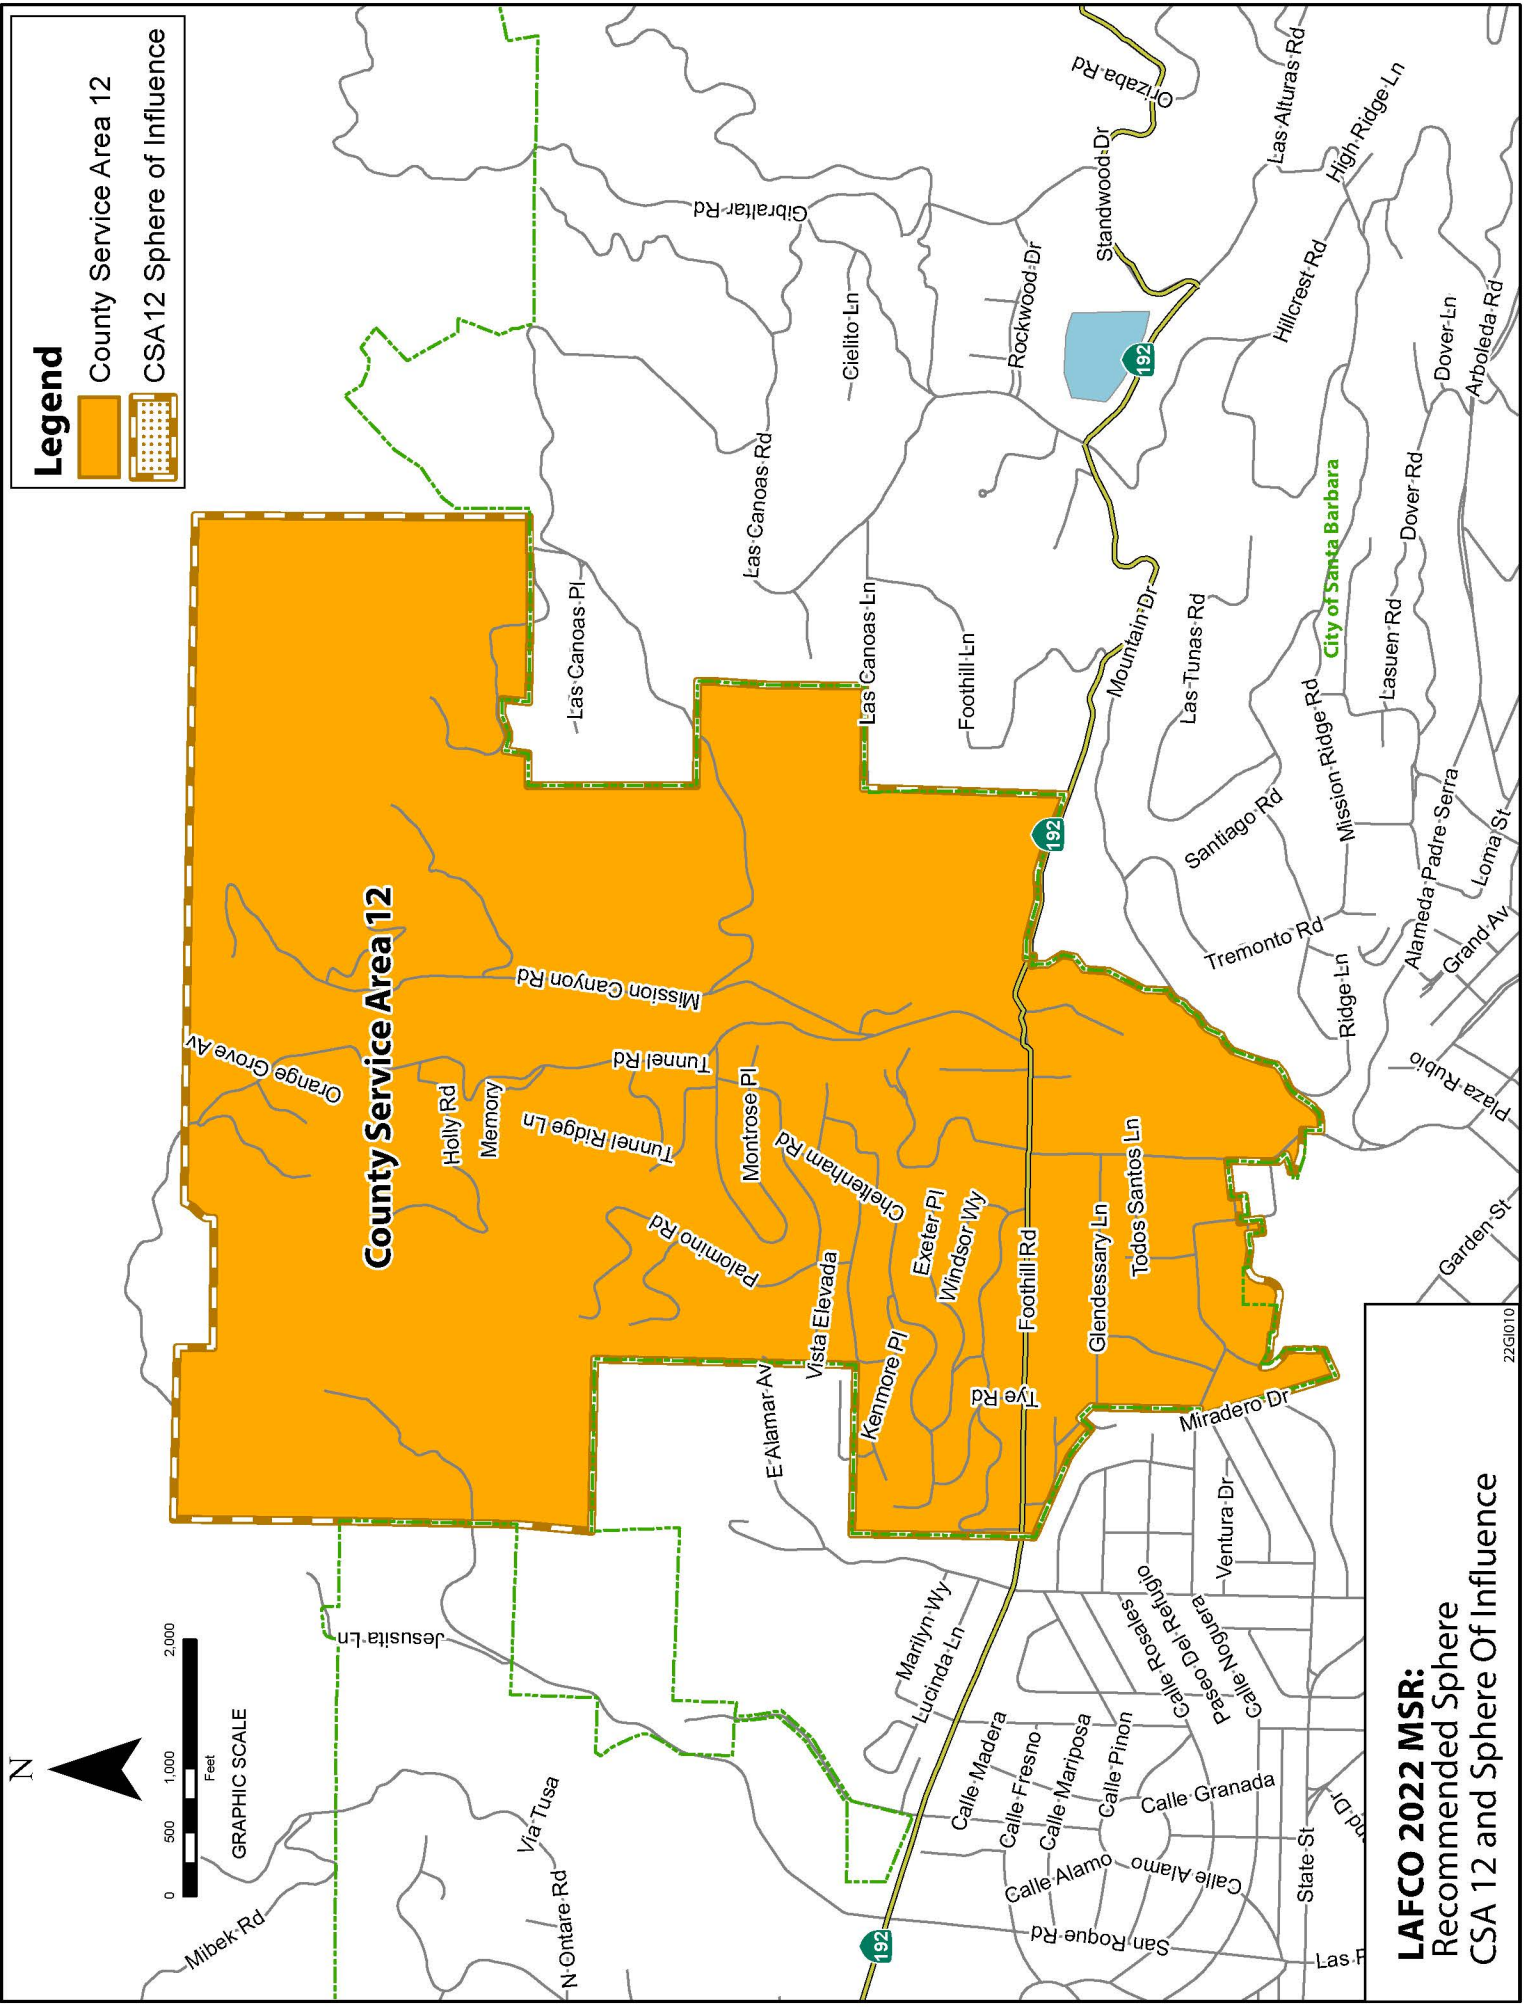 Legend
County Service Area 12
CSA12 Sphere of Influence
N
0 500 1,000 2,000
Feet
GRAPHIC SCALE
Mibek Rd
Via Tusa
N Ontare Rd
Jesusita Ln
County Service Area 12
Orange Grove Av
Holly Rd
Memory
Tunnel Ridge Ln
Tunnel Rd
Mission Canyon Rd
Montrose Pl
Cheltenham Rd
Palomino Rd
Vista Elevada
E Alamar Av
Kenmore Pl
Exeter Pl
Windsor Wy
Tye Rd
Foothill Rd
Glendessary Ln
Todos Santos Ln
Miradero Dr
Ventura Dr
Marilyn Wy
Lucinda Ln
Calle Rosales
Paseo Del Refugio
Calle Noguera
Calle Madera
Calle Fresno
Calle Mariposa
Calle Pinon
Calle Granada
Calle Alamo
Calle Alamo
San Roque Rd
State St
Las P
nd Dr
192
192
192
Las Canoas Pl
Las Canoas Rd
Las Canoas Ln
Foothill Ln
Gibraltar Rd
Cielito Ln
Rockwood Dr
Standwood Dr
Orizaba Rd
Las Alturas Rd
High Ridge Ln
Hillcrest Rd
Dover Ln
Arboleda Rd
Dover Rd
City of Santa Barbara
Lasuen Rd
Las Tunas Rd
Mountain Dr
Mission Ridge Rd
Santiago Rd
Tremonto Rd
Ridge Ln
Alameda Padre Serra
Loma St
Grand Av
Plaza Rubio
Garden St
LAFCO 2022 MSR:
Recommended Sphere
CSA 12 and Sphere Of Influence
22GI010